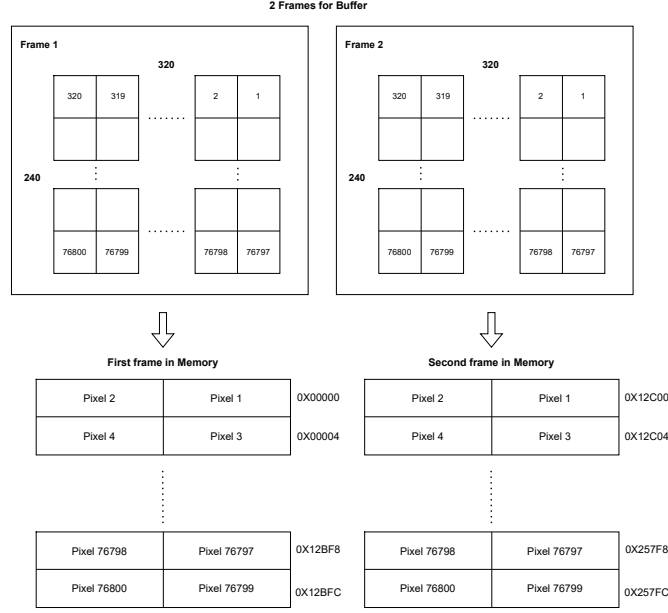 2 Frames for Buffer
Frame 1
320
320 319 ....... 2 1
240
76800 76799 ....... 76798 76797
Frame 2
320
320 319 ....... 2 1
240
76800 76799 ....... 76798 76797
First frame in Memory
Pixel 2 Pixel 1 0X00000
Pixel 4 Pixel 3 0X00004
Pixel 76798 Pixel 76797 0X12BF8
Pixel 76800 Pixel 76799 0X12BFC
Second frame in Memory
Pixel 2 Pixel 1 0X12C00
Pixel 4 Pixel 3 0X12C04
Pixel 76798 Pixel 76797 0X257F8
Pixel 76800 Pixel 76799 0X257FC